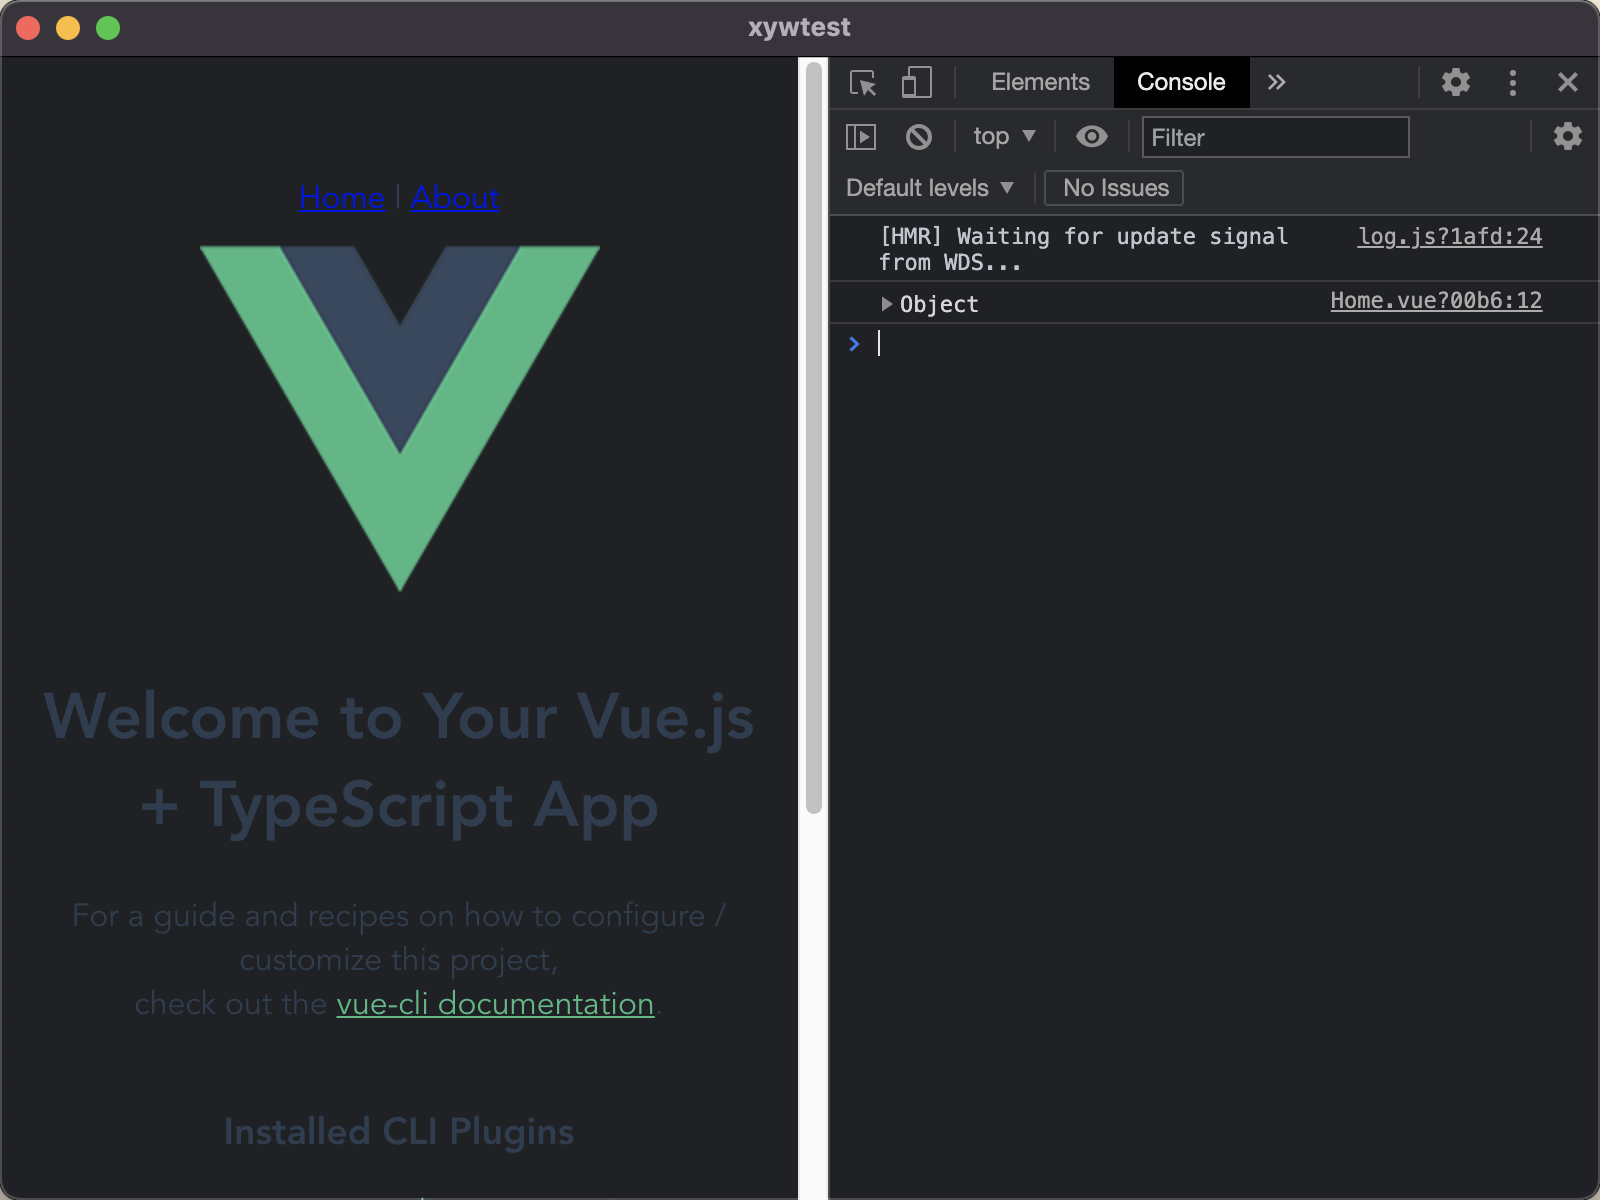 xywtest
Home | About
Welcome to Your Vue.js
+ TypeScript App
For a guide and recipes on how to configure /
customize this project,
check out the vue-cli documentation.
Installed CLI Plugins
Elements
Console
top
Filter
Default levels
No Issues
[HMR] Waiting for update signal
from WDS...
log.js?1afd:24
Object
Home.vue?00b6:12